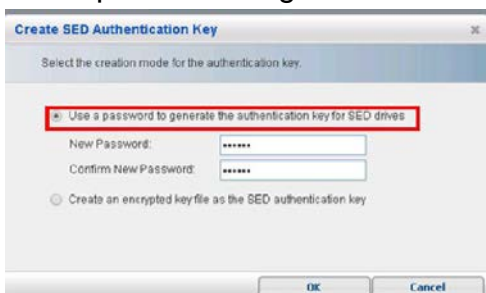 Create SED Authentication Key
Select the creation mode for the authentication key.
Use a password to generate the authentication key for SED drives
New Password: ••••••
Confirm New Password: ••••••
Create an encrypted key file as the SED authentication key
OK Cancel